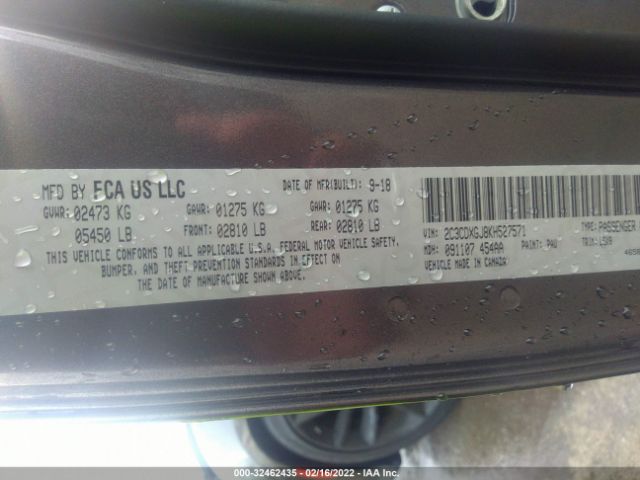 MFD BY FCA US LLC
DATE OF MFR(BUILT) 9-18
GVWR: 02473 KG GAWR 01275 KG GAWR 01275 KG
05450 LB FRONT: 02810 LB REAR: 02810 LB
THIS VEHICLE CONFORMS TO ALL APPLICABLE U.S.A. FEDERAL MOTOR VEHICLE SAFETY,
BUMPER, AND THEFT PREVENTION STANDARDS IN EFFECT ON
THE DATE OF MANUFACTURE SHOWN ABOVE.
VIN: 2C3CDXGJ8KH527571 TYPE: PASSENGER
MDH: 091107 454AA PAINT: PAU TRIM:
VEHICLE MADE IN CANADA
000-32462435 - 02/16/2022 - IAA Inc.